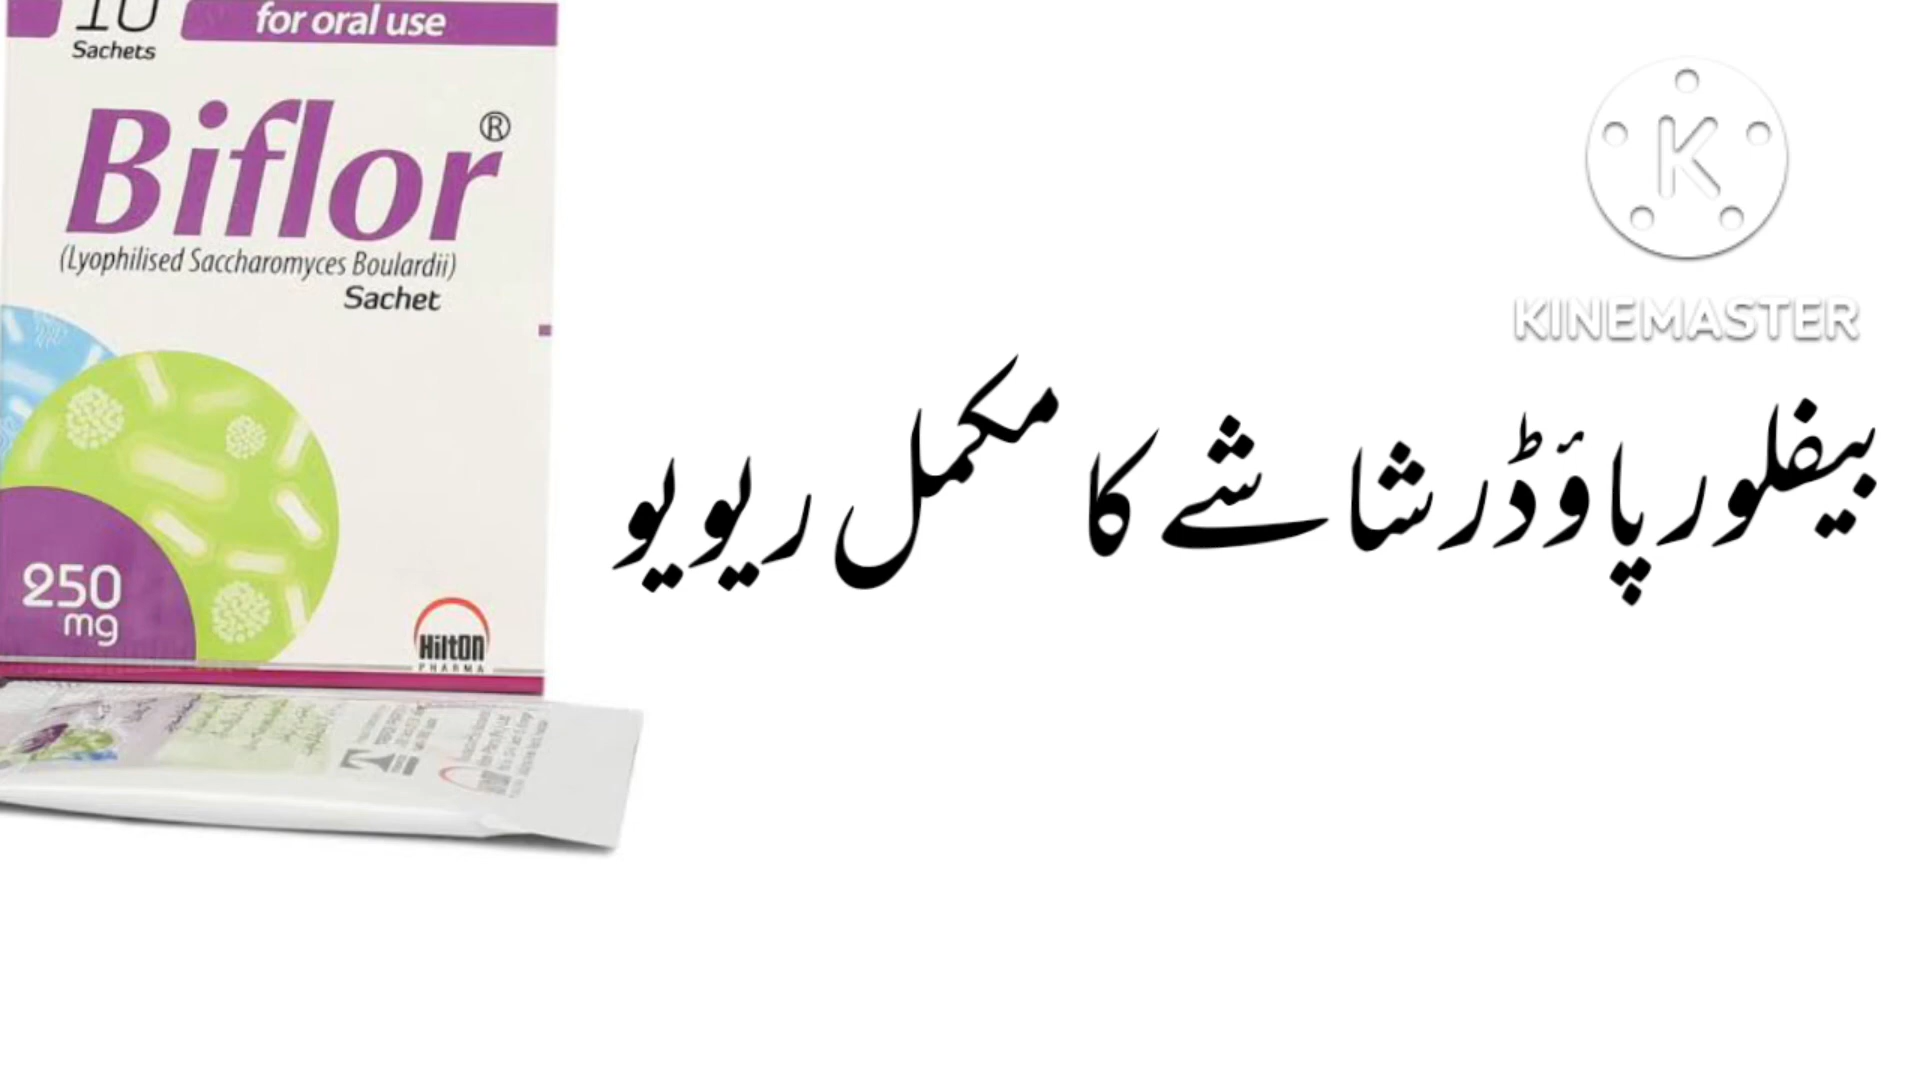 10
Sachets
for oral use
Biflor®
(Lyophilised Saccharomyces Boulardii)
Sachet
250
mg
HiltON
PHARMA
KINEMASTER
بیفلور پاؤڈر شاشے کا مکمل ریویو